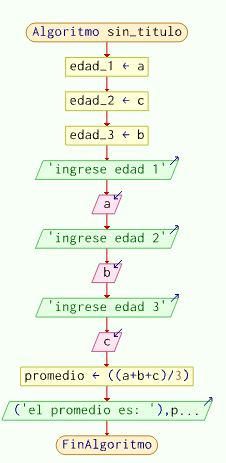 Algoritmo sin_titulo
edad_1 ← a
edad_2 ← c
edad_3 ← b
'ingrese edad 1'
a
'ingrese edad 2'
b
'ingrese edad 3'
c
promedio ← ((a+b+c)/3)
('el promedio es: '),p...
FinAlgoritmo